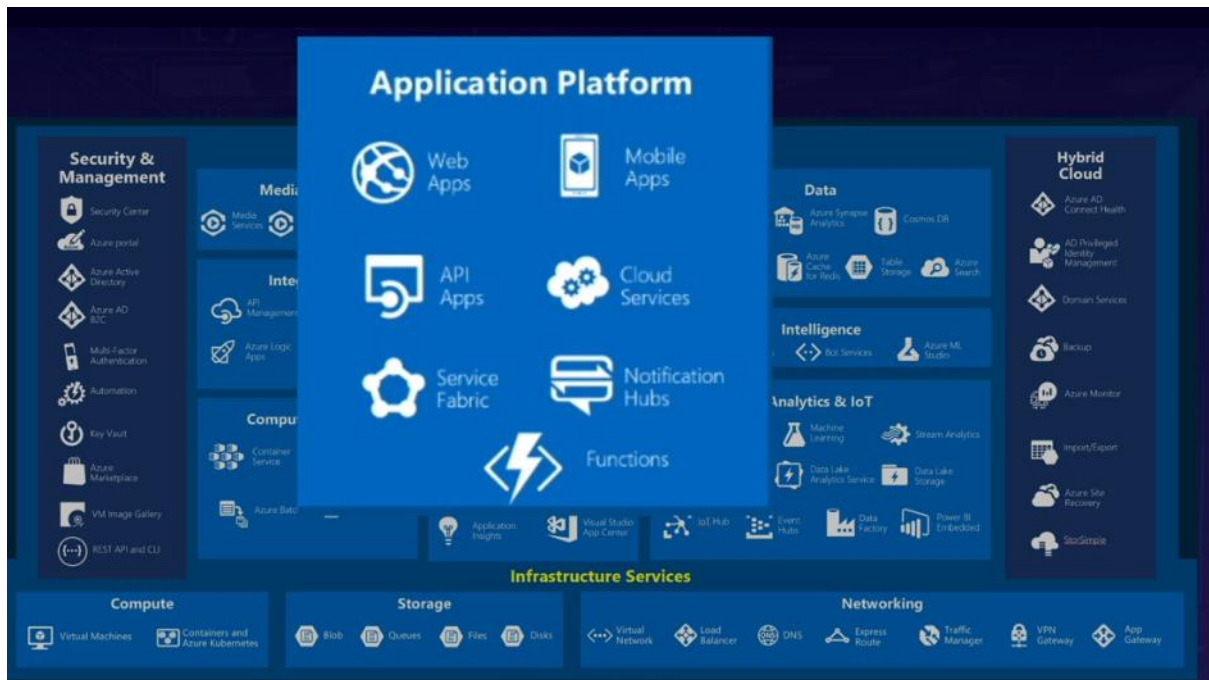 Application Platform
Web
Apps
Mobile
Apps
API
Apps
Cloud
Services
Service
Fabric
Notification
Hubs
Functions
Security &
Management
Security Center
Azure portal
Azure Active
Directory
Azure AD
B2C
Multi-Factor
Authentication
Automation
Key Vault
Azure
Marketplace
VM Image Gallery
REST API and CLI
Media
Media
Services
Inte
API
Management
Azure Logic
Apps
Compu
Container
Service
Azure Batc
Application
Insights
Visual Studio
App Center
Data
Azure Synapse
Analytics
Cosmos DB
Azure
Cache
for Redis
Table
Storage
Azure
Search
Intelligence
Bot Services
Azure ML
Studio
Analytics & IoT
Machine
Learning
Stream Analytics
Data Lake
Analytics Service
Data Lake
Storage
IoT Hub
Event
Hubs
Data
Factory
Power BI
Embedded
Hybrid
Cloud
Azure AD
Connect Health
AD Privileged
Identity
Management
Domain Services
Backup
Azure Monitor
Import/Export
Azure Site
Recovery
StorSimple
Infrastructure Services
Compute
Virtual Machines
Containers and
Azure Kubernetes
Storage
Blob
Queues
Files
Disks
Networking
Virtual
Network
Load
Balancer
DNS
DNS
Express
Route
Traffic
Manager
VPN
Gateway
App
Gateway